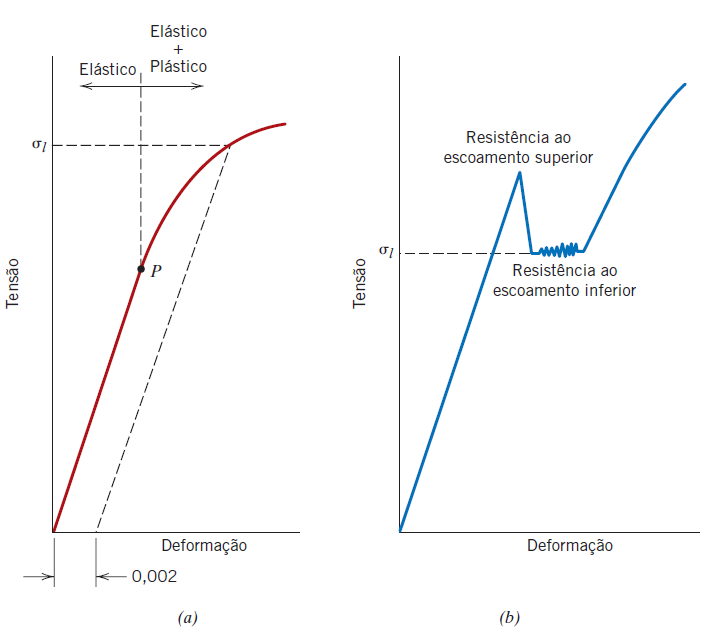 Elástico
+
Elástico
Plástico
σl
P
Tensão
Deformação
0,002
(a)
Resistência ao
escoamento superior
σl
Resistência ao
escoamento inferior
Tensão
Deformação
(b)